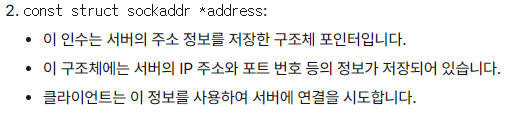 2. const struct sockaddr *address:
• 이 인수는 서버의 주소 정보를 저장한 구조체 포인터입니다.
• 이 구조체에는 서버의 IP 주소와 포트 번호 등의 정보가 저장되어 있습니다.
• 클라이언트는 이 정보를 사용하여 서버에 연결을 시도합니다.